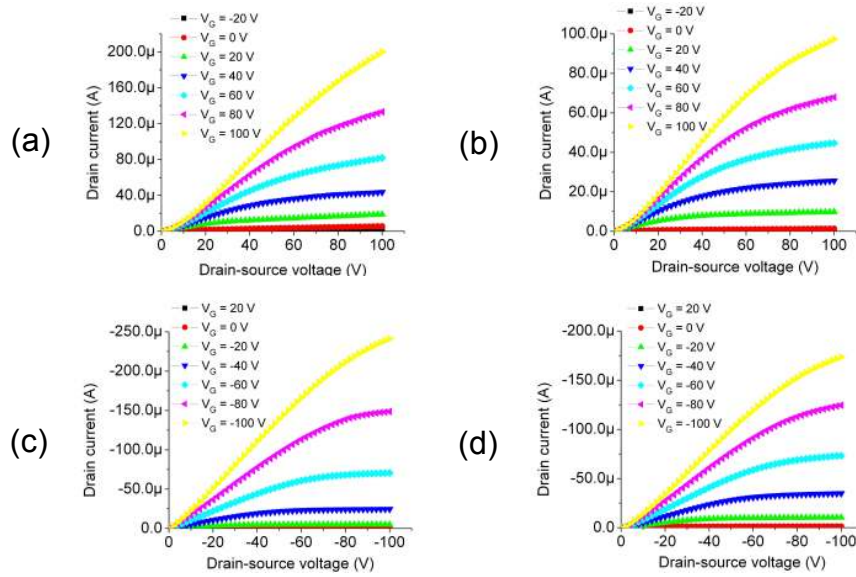 (a)
V_G = -20 V
V_G = 0 V
V_G = 20 V
V_G = 40 V
V_G = 60 V
V_G = 80 V
V_G = 100 V
Drain current (A)
200.0µ
160.0µ
120.0µ
80.0µ
40.0µ
0.0
0 20 40 60 80 100
Drain-source voltage (V)
(b)
V_G = -20 V
V_G = 0 V
V_G = 20 V
V_G = 40 V
V_G = 60 V
V_G = 80 V
V_G = 100 V
Drain current (A)
100.0µ
80.0µ
60.0µ
40.0µ
20.0µ
0.0
0 20 40 60 80 100
Drain-source voltage (V)
(c)
V_G = 20 V
V_G = 0 V
V_G = -20 V
V_G = -40 V
V_G = -60 V
V_G = -80 V
V_G = -100 V
Drain current (A)
-250.0µ
-200.0µ
-150.0µ
-100.0µ
-50.0µ
0.0
0 -20 -40 -60 -80 -100
Drain-source voltage (V)
(d)
V_G = 20 V
V_G = 0 V
V_G = -20 V
V_G = -40 V
V_G = -60 V
V_G = -80 V
V_G = -100 V
Drain current (A)
-200.0µ
-150.0µ
-100.0µ
-50.0µ
0.0
0 -20 -40 -60 -80 -100
Drain-source voltage (V)